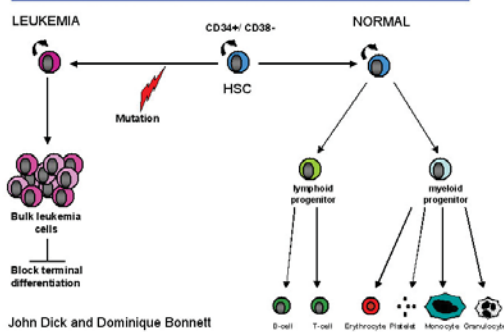 LEUKEMIA
CD34+/ CD38-
NORMAL
HSC
Mutation
lymphoid
progenitor
myeloid
progenitor
Bulk leukemia
cells
Block terminal
differentiation
B-cell
T-cell
Erythrocyte
Platelet
Monocyte
Granulocyte
John Dick and Dominique Bonnett